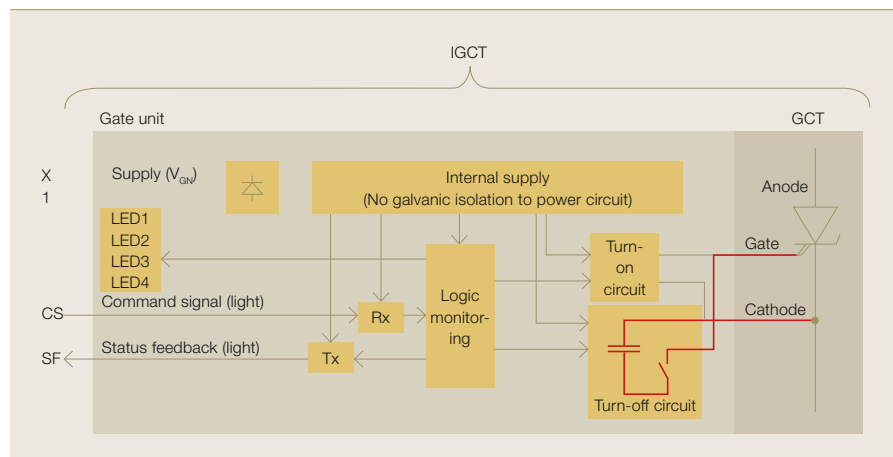 IGCT
Gate unit
GCT
X
1
Supply (V_GN)
Internal supply
(No galvanic isolation to power circuit)
Anode
LED1
LED2
LED3
LED4
Turn-
on
circuit
Gate
Command signal (light)
CS
Rx
Logic
monitor-
ing
Cathode
Status feedback (light)
SF
Tx
Turn-off circuit